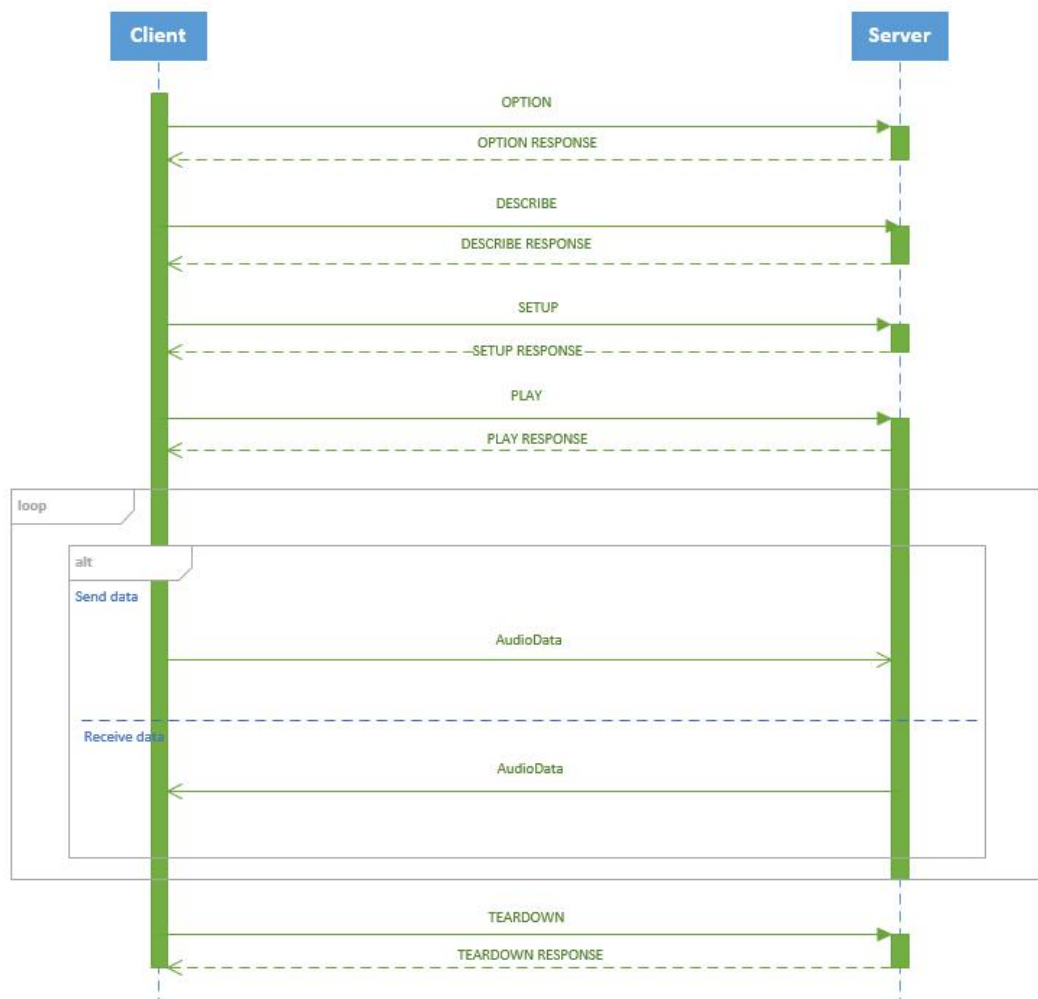 Client
Server
OPTION
OPTION RESPONSE
DESCRIBE
DESCRIBE RESPONSE
SETUP
SETUP RESPONSE
PLAY
PLAY RESPONSE
loop
alt
Send data
AudioData
Receive data
AudioData
TEARDOWN
TEARDOWN RESPONSE